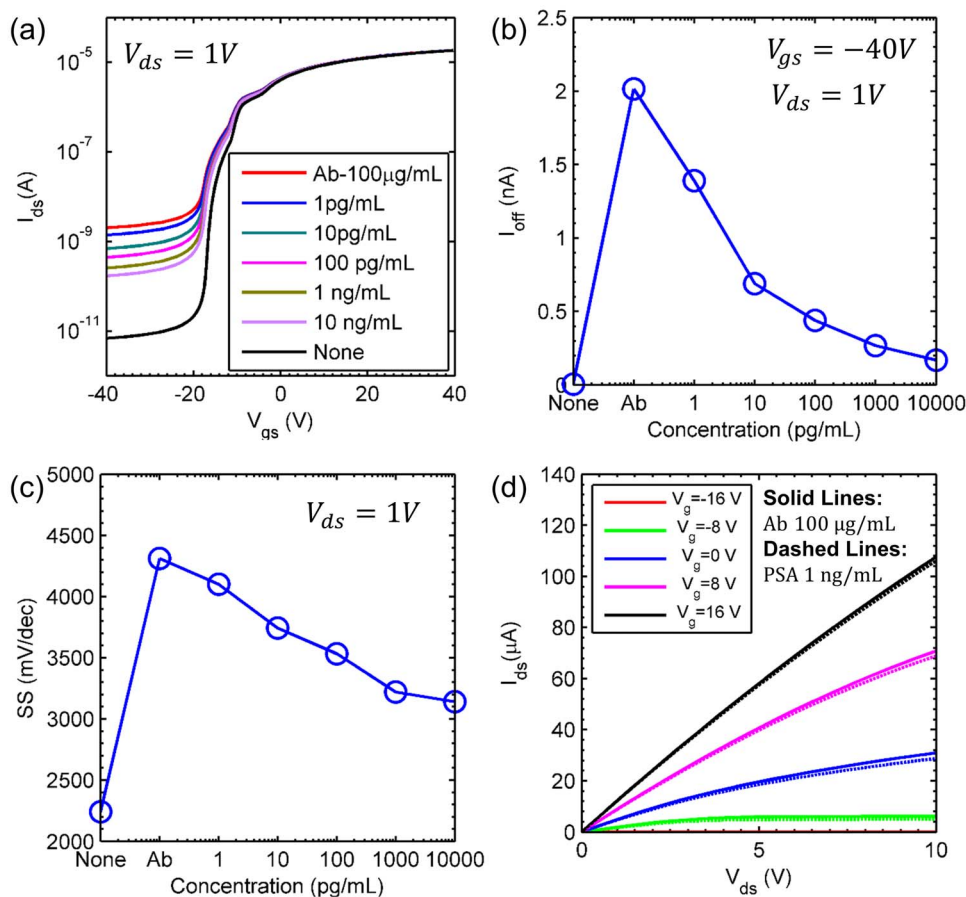 (a)
V_ds = 1V
10^-5
10^-7
10^-9
10^-11
I_ds(A)
Ab-100μg/mL
1pg/mL
10pg/mL
100 pg/mL
1 ng/mL
10 ng/mL
None
-40 -20 0 20 40
V_gs (V)
(b)
V_gs = −40V
V_ds = 1V
2.5
2
1.5
1
0.5
0
I_off (nA)
None Ab 1 10 100 1000 10000
Concentration (pg/mL)
(c)
V_ds = 1V
5000
4500
4000
3500
3000
2500
2000
SS (mV/dec)
None Ab 1 10 100 1000 10000
Concentration (pg/mL)
(d)
140
120
100
80
60
40
20
0
I_ds(μA)
V_g=-16 V
V_g=-8 V
V_g=0 V
V_g=8 V
V_g=16 V
Solid Lines:
Ab 100 μg/mL
Dashed Lines:
PSA 1 ng/mL
0 5 10
V_ds (V)